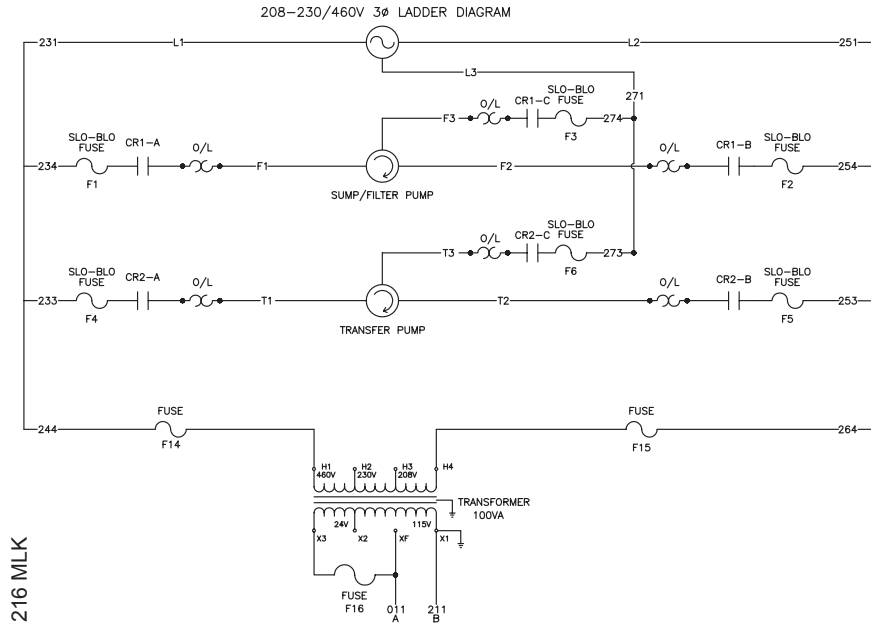 208-230/460V 3ø LADDER DIAGRAM
231
L1
L2
251
L3
271
SLO-BLO
FUSE
O/L
CR1-C
F3
274
F3
SLO-BLO
FUSE
CR1-A
O/L
234
F1
F1
F2
O/L
CR1-B
SLO-BLO
FUSE
254
F2
SUMP/FILTER PUMP
SLO-BLO
FUSE
O/L
CR2-C
T3
273
F6
SLO-BLO
FUSE
CR2-A
O/L
233
F4
T1
T2
O/L
CR2-B
SLO-BLO
FUSE
253
F5
TRANSFER PUMP
FUSE
244
F14
FUSE
264
F15
H1
460V
H2
230V
H3
208V
H4
TRANSFORMER
100VA
24V
115V
X3
X2
XF
X1
FUSE
F16
011
A
211
B
216 MLK